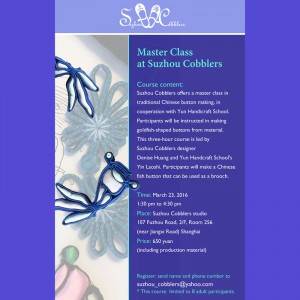 Suzhou Cobblers
Master Class
at Suzhou Cobblers
Course content:
Suzhou Cobblers offers a master class in
traditional Chinese button making, in
cooperation with Yun Handicraft School.
Participants will be instructed in making
goldfish-shaped buttons from material.
This three-hour course is led by
Suzhou Cobblers designer
Denise Huang and Yun Handicraft School's
Yin Laoshi. Participants will make a Chinese
fish button that can be used as a brooch.
Time: March 23, 2016
1:30 pm to 4:30 pm
Place: Suzhou Cobblers studio
107 Fuzhou Road, 2/F, Room 256
(near Jiangxi Road) Shanghai
Price: 650 yuan
(including production material)
Register: send name and phone number to
suzhou_cobblers@yahoo.com
* This course limited to 8 adult participants.